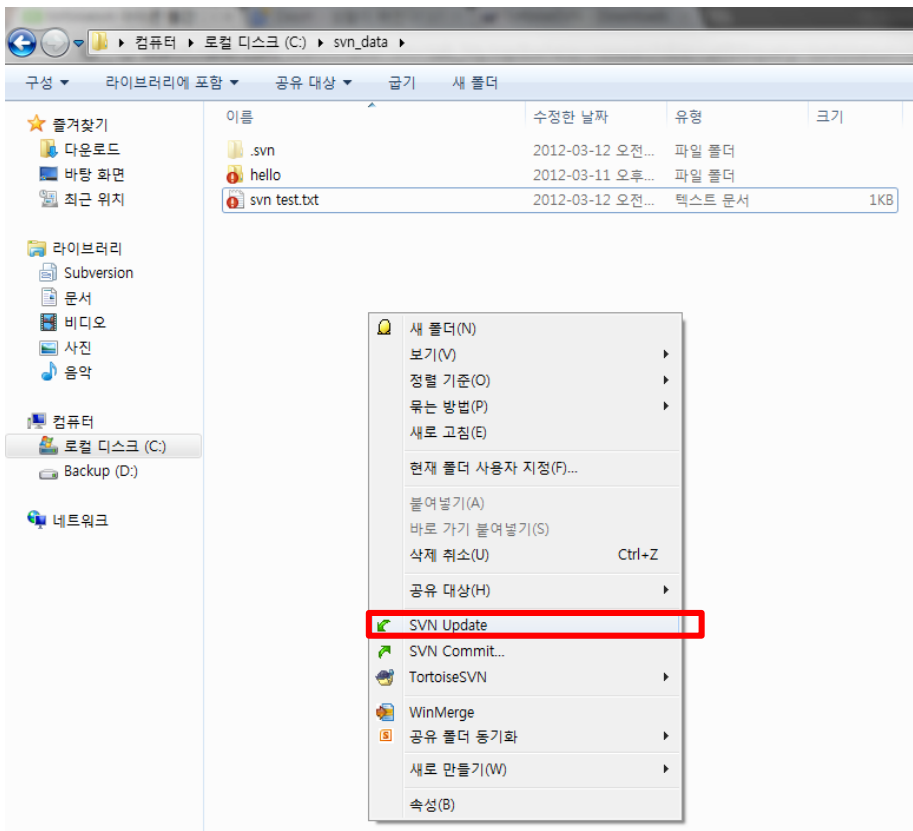 컴퓨터 ▸ 로컬 디스크 (C:) ▸ svn_data ▸
구성 ▼ 라이브러리에 포함 ▼ 공유 대상 ▼ 굽기 새 폴더
즐겨찾기
다운로드
바탕 화면
최근 위치
라이브러리
Subversion
문서
비디오
사진
음악
컴퓨터
로컬 디스크 (C:)
Backup (D:)
네트워크
이름 수정한 날짜 유형 크기
.svn 2012-03-12 오전... 파일 폴더
hello 2012-03-11 오후... 파일 폴더
svn test.txt 2012-03-12 오전... 텍스트 문서 1KB
새 폴더(N)
보기(V)
정렬 기준(O)
묶는 방법(P)
새로 고침(E)
현재 폴더 사용자 지정(F)...
붙여넣기(A)
바로 가기 붙여넣기(S)
삭제 취소(U) Ctrl+Z
공유 대상(H)
SVN Update
SVN Commit...
TortoiseSVN
WinMerge
공유 폴더 동기화
새로 만들기(W)
속성(B)